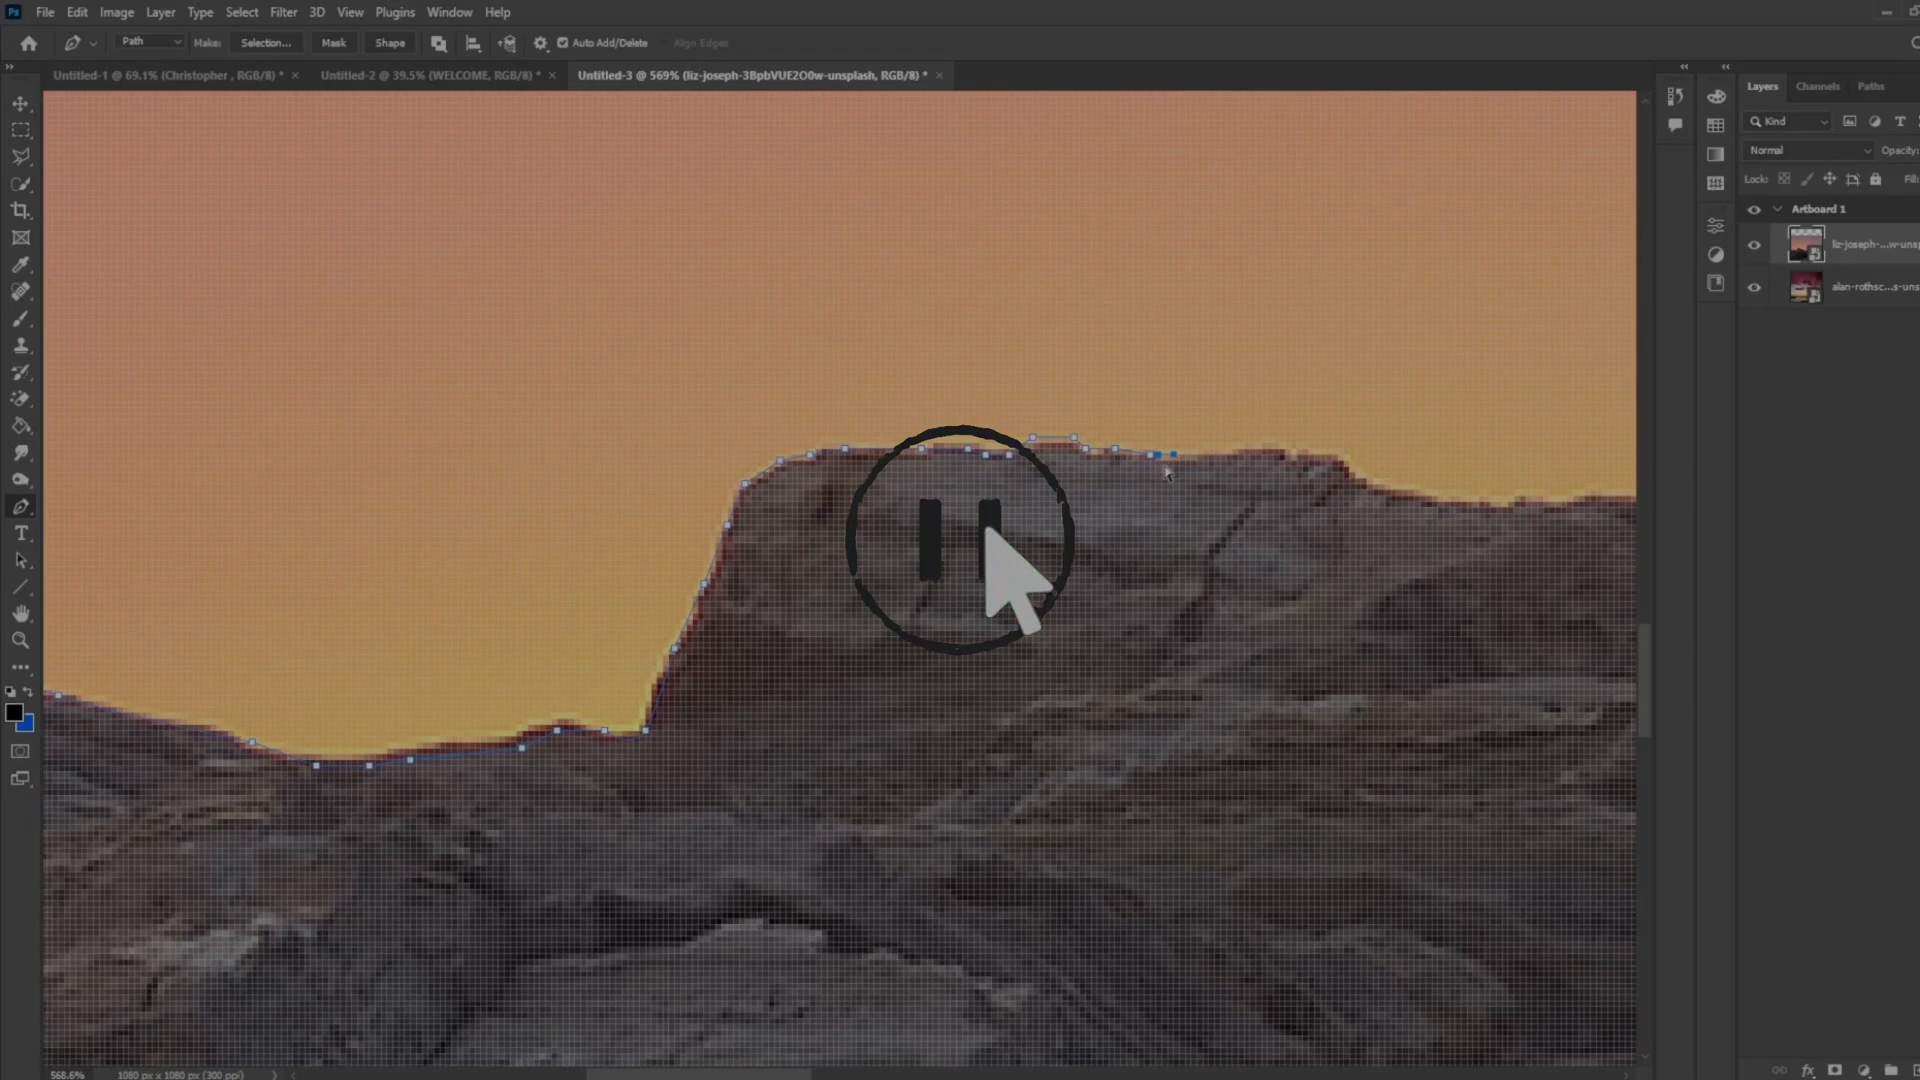 Ps File Edit Image Layer Type Select Filter 3D View Plugins Window Help
Path Make: Selection... Mask Shape Auto Add/Delete Align Edges
Untitled-1 @ 69.1% (Christopher , RGB/8) * × Untitled-2 @ 39.5% (WELCOME, RGB/8) * × Untitled-3 @ 569% (liz-joseph-3BpbVUE2O0w-unsplash, RGB/8) * ×
Layers Channels Paths
Kind
Normal Opacity:
Lock: Fill:
Artboard 1
liz-joseph-...w-unsp
alan-rothsc...s-uns
568.6% 1080 px x 1080 px (300 ppi)